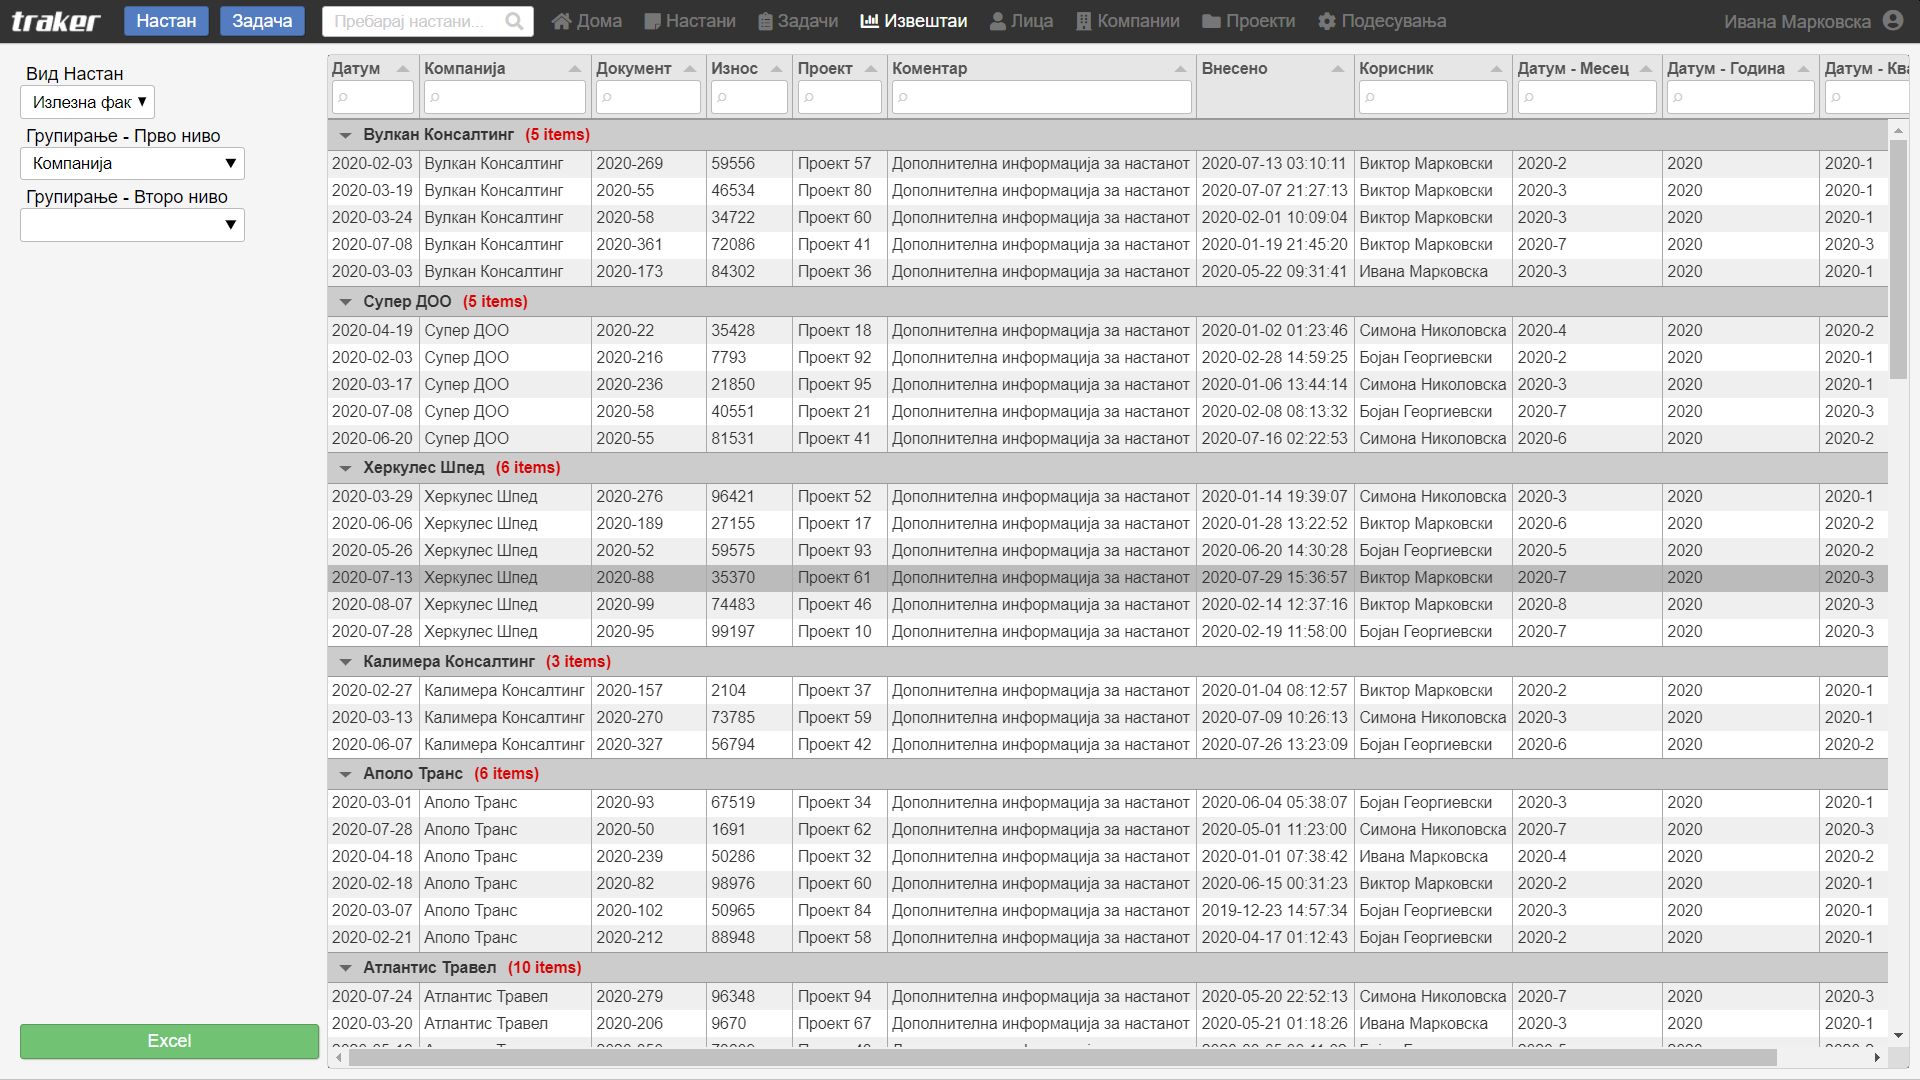 traker Настан Задача Пребарај настани... Дома Настани Задачи Извештаи Лица Компании Проекти Подесувања Ивана Марковска
Вид Настан
Излезна фак
Групирање - Прво ниво
Компанија
Групирање - Второ ниво
Excel
Датум Компанија Документ Износ Проект Коментар Внесено Корисник Датум - Месец Датум - Година Датум - Ква
Вулкан Консалтинг (5 items)
2020-02-03 Вулкан Консалтинг 2020-269 59556 Проект 57 Дополнителна информација за настанот 2020-07-13 03:10:11 Виктор Марковски 2020-2 2020 2020-1
2020-03-19 Вулкан Консалтинг 2020-55 46534 Проект 80 Дополнителна информација за настанот 2020-07-07 21:27:13 Виктор Марковски 2020-3 2020 2020-1
2020-03-24 Вулкан Консалтинг 2020-58 34722 Проект 60 Дополнителна информација за настанот 2020-02-01 10:09:04 Виктор Марковски 2020-3 2020 2020-1
2020-07-08 Вулкан Консалтинг 2020-361 72086 Проект 41 Дополнителна информација за настанот 2020-01-19 21:45:20 Виктор Марковски 2020-7 2020 2020-3
2020-03-03 Вулкан Консалтинг 2020-173 84302 Проект 36 Дополнителна информација за настанот 2020-05-22 09:31:41 Ивана Марковска 2020-3 2020 2020-1
Супер ДОО (5 items)
2020-04-19 Супер ДОО 2020-22 35428 Проект 18 Дополнителна информација за настанот 2020-01-02 01:23:46 Симона Николовска 2020-4 2020 2020-2
2020-02-03 Супер ДОО 2020-216 7793 Проект 92 Дополнителна информација за настанот 2020-02-28 14:59:25 Бојан Георгиевски 2020-2 2020 2020-1
2020-03-17 Супер ДОО 2020-236 21850 Проект 95 Дополнителна информација за настанот 2020-01-06 13:44:14 Симона Николовска 2020-3 2020 2020-1
2020-07-08 Супер ДОО 2020-58 40551 Проект 21 Дополнителна информација за настанот 2020-02-08 08:13:32 Бојан Георгиевски 2020-7 2020 2020-3
2020-06-20 Супер ДОО 2020-55 81531 Проект 41 Дополнителна информација за настанот 2020-07-16 02:22:53 Симона Николовска 2020-6 2020 2020-2
Херкулес Шпед (6 items)
2020-03-29 Херкулес Шпед 2020-276 96421 Проект 52 Дополнителна информација за настанот 2020-01-14 19:39:07 Симона Николовска 2020-3 2020 2020-1
2020-06-06 Херкулес Шпед 2020-189 27155 Проект 17 Дополнителна информација за настанот 2020-01-28 13:22:52 Виктор Марковски 2020-6 2020 2020-2
2020-05-26 Херкулес Шпед 2020-52 59575 Проект 93 Дополнителна информација за настанот 2020-06-20 14:30:28 Бојан Георгиевски 2020-5 2020 2020-2
2020-07-13 Херкулес Шпед 2020-88 35370 Проект 61 Дополнителна информација за настанот 2020-07-29 15:36:57 Виктор Марковски 2020-7 2020 2020-3
2020-08-07 Херкулес Шпед 2020-99 74483 Проект 46 Дополнителна информација за настанот 2020-02-14 12:37:16 Виктор Марковски 2020-8 2020 2020-3
2020-07-28 Херкулес Шпед 2020-95 99197 Проект 10 Дополнителна информација за настанот 2020-02-19 11:58:00 Бојан Георгиевски 2020-7 2020 2020-3
Калимера Консалтинг (3 items)
2020-02-27 Калимера Консалтинг 2020-157 2104 Проект 37 Дополнителна информација за настанот 2020-01-04 08:12:57 Виктор Марковски 2020-2 2020 2020-1
2020-03-13 Калимера Консалтинг 2020-270 73785 Проект 59 Дополнителна информација за настанот 2020-07-09 10:26:13 Симона Николовска 2020-3 2020 2020-1
2020-06-07 Калимера Консалтинг 2020-327 56794 Проект 42 Дополнителна информација за настанот 2020-07-26 13:23:09 Бојан Георгиевски 2020-6 2020 2020-2
Аполо Транс (6 items)
2020-03-01 Аполо Транс 2020-93 67519 Проект 34 Дополнителна информација за настанот 2020-06-04 05:38:07 Бојан Георгиевски 2020-3 2020 2020-1
2020-07-28 Аполо Транс 2020-50 1691 Проект 62 Дополнителна информација за настанот 2020-05-01 11:23:00 Симона Николовска 2020-7 2020 2020-3
2020-04-18 Аполо Транс 2020-239 50286 Проект 32 Дополнителна информација за настанот 2020-01-01 07:38:42 Ивана Марковска 2020-4 2020 2020-2
2020-02-18 Аполо Транс 2020-82 98976 Проект 60 Дополнителна информација за настанот 2020-06-15 00:31:23 Виктор Марковски 2020-2 2020 2020-1
2020-03-07 Аполо Транс 2020-102 50965 Проект 84 Дополнителна информација за настанот 2019-12-23 14:57:34 Бојан Георгиевски 2020-3 2020 2020-1
2020-02-21 Аполо Транс 2020-212 88948 Проект 58 Дополнителна информација за настанот 2020-04-17 01:12:43 Бојан Георгиевски 2020-2 2020 2020-1
Атлантис Травел (10 items)
2020-07-24 Атлантис Травел 2020-279 96348 Проект 94 Дополнителна информација за настанот 2020-05-20 22:52:13 Симона Николовска 2020-7 2020 2020-3
2020-03-20 Атлантис Травел 2020-206 9670 Проект 67 Дополнителна информација за настанот 2020-05-21 01:18:26 Ивана Марковска 2020-3 2020 2020-1